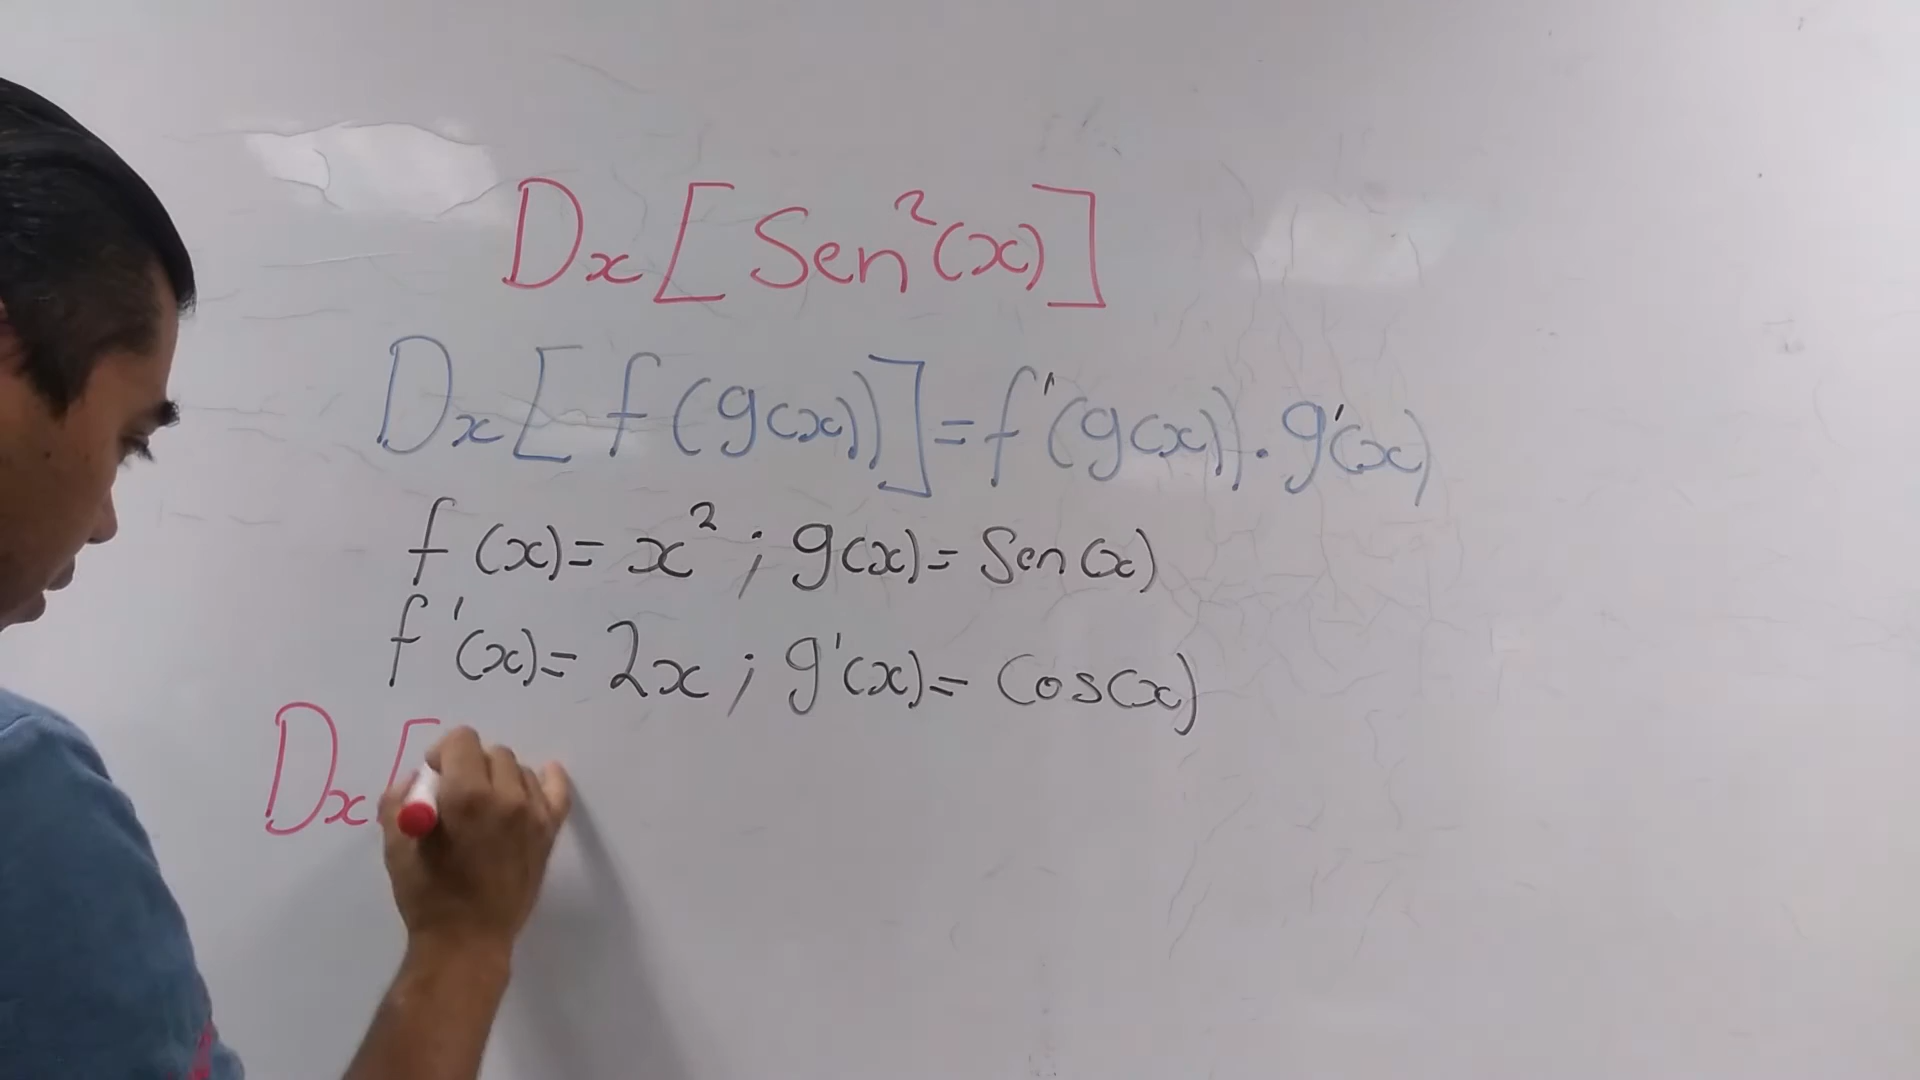 Dx[Sen²(x)]
Dx[f(g(x))]=f'(g(x)).g'(x)
f(x)=x²;g(x)=Sen(x)
f'(x)=2x;g'(x)=Cos(x)
Dx[